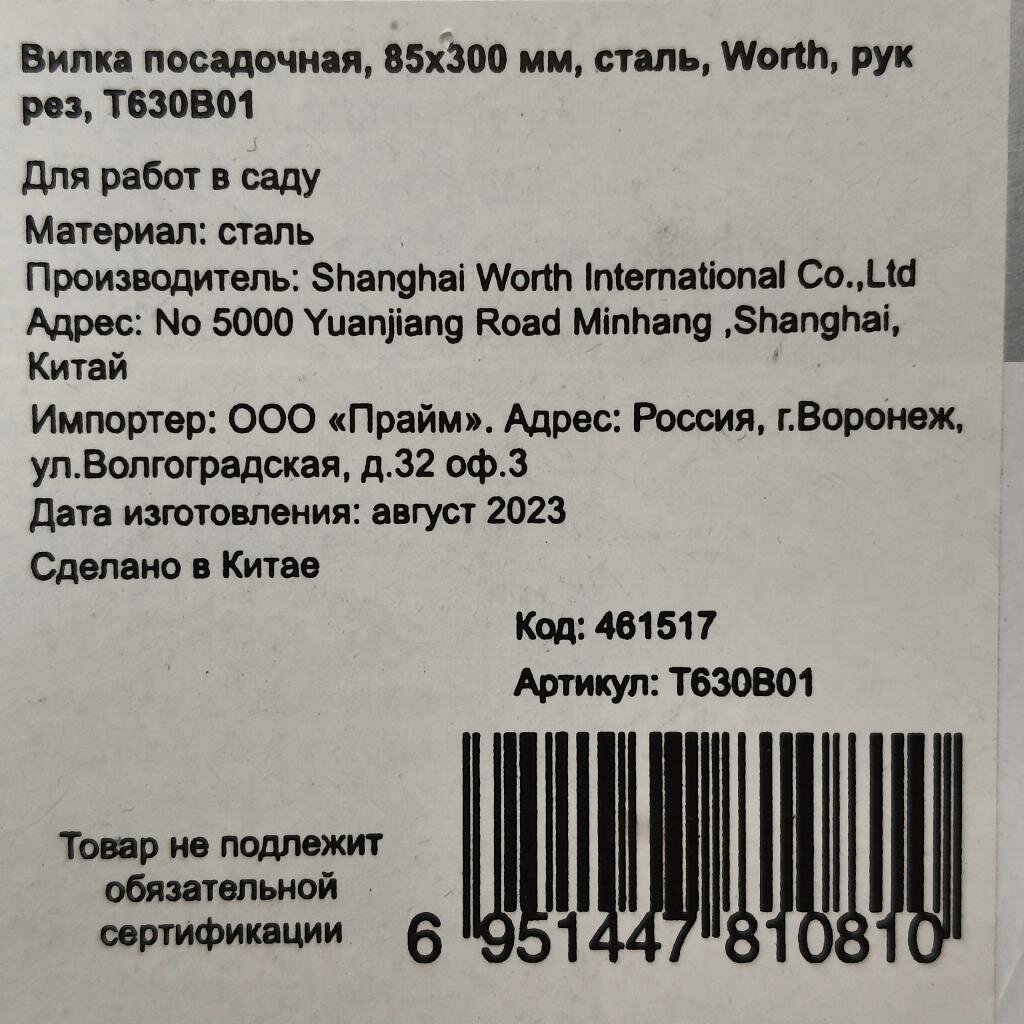 Вилка посадочная, 85х300 мм, сталь, Worth, рук
рез, T630B01
Для работ в саду
Материал: сталь
Производитель: Shanghai Worth International Co.,Ltd
Адрес: No 5000 Yuanjiang Road Minhang ,Shanghai,
Китай
Импортер: ООО «Прайм». Адрес: Россия, г.Воронеж,
ул.Волгоградская, д.32 оф.3
Дата изготовления: август 2023
Сделано в Китае
Код: 461517
Артикул: T630B01
Товар не подлежит
обязательной
сертификации
6 951447 810810